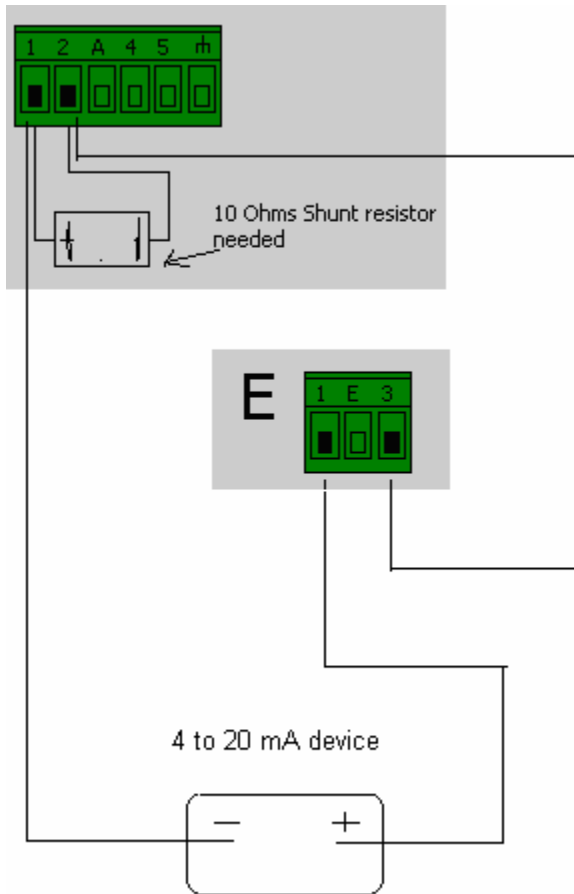 1 2 A 4 5
10 Ohms Shunt resistor
needed
E
1 E 3
4 to 20 mA device
− +